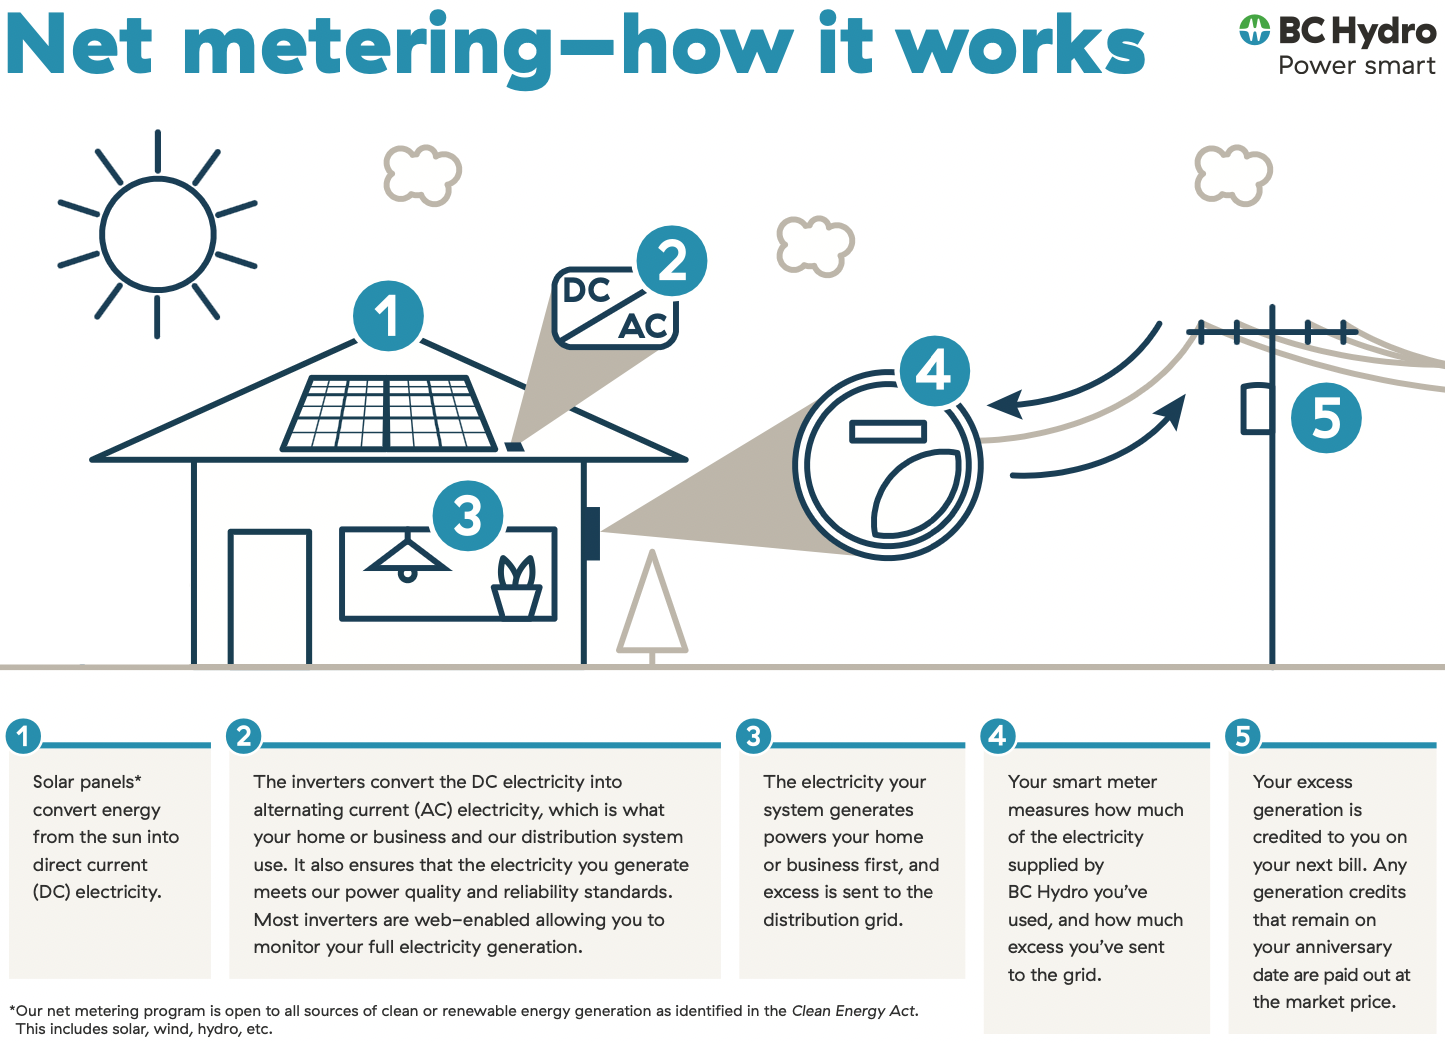 Net metering—how it works
BC Hydro
Power smart
1
2
DC
AC
3
4
5
1
Solar panels*
convert energy
from the sun into
direct current
(DC) electricity.
2
The inverters convert the DC electricity into
alternating current (AC) electricity, which is what
your home or business and our distribution system
use. It also ensures that the electricity you generate
meets our power quality and reliability standards.
Most inverters are web-enabled allowing you to
monitor your full electricity generation.
3
The electricity your
system generates
powers your home
or business first, and
excess is sent to the
distribution grid.
4
Your smart meter
measures how much
of the electricity
supplied by
BC Hydro you've
used, and how much
excess you've sent
to the grid.
5
Your excess
generation is
credited to you on
your next bill. Any
generation credits
that remain on
your anniversary
date are paid out at
the market price.
*Our net metering program is open to all sources of clean or renewable energy generation as identified in the Clean Energy Act.
This includes solar, wind, hydro, etc.